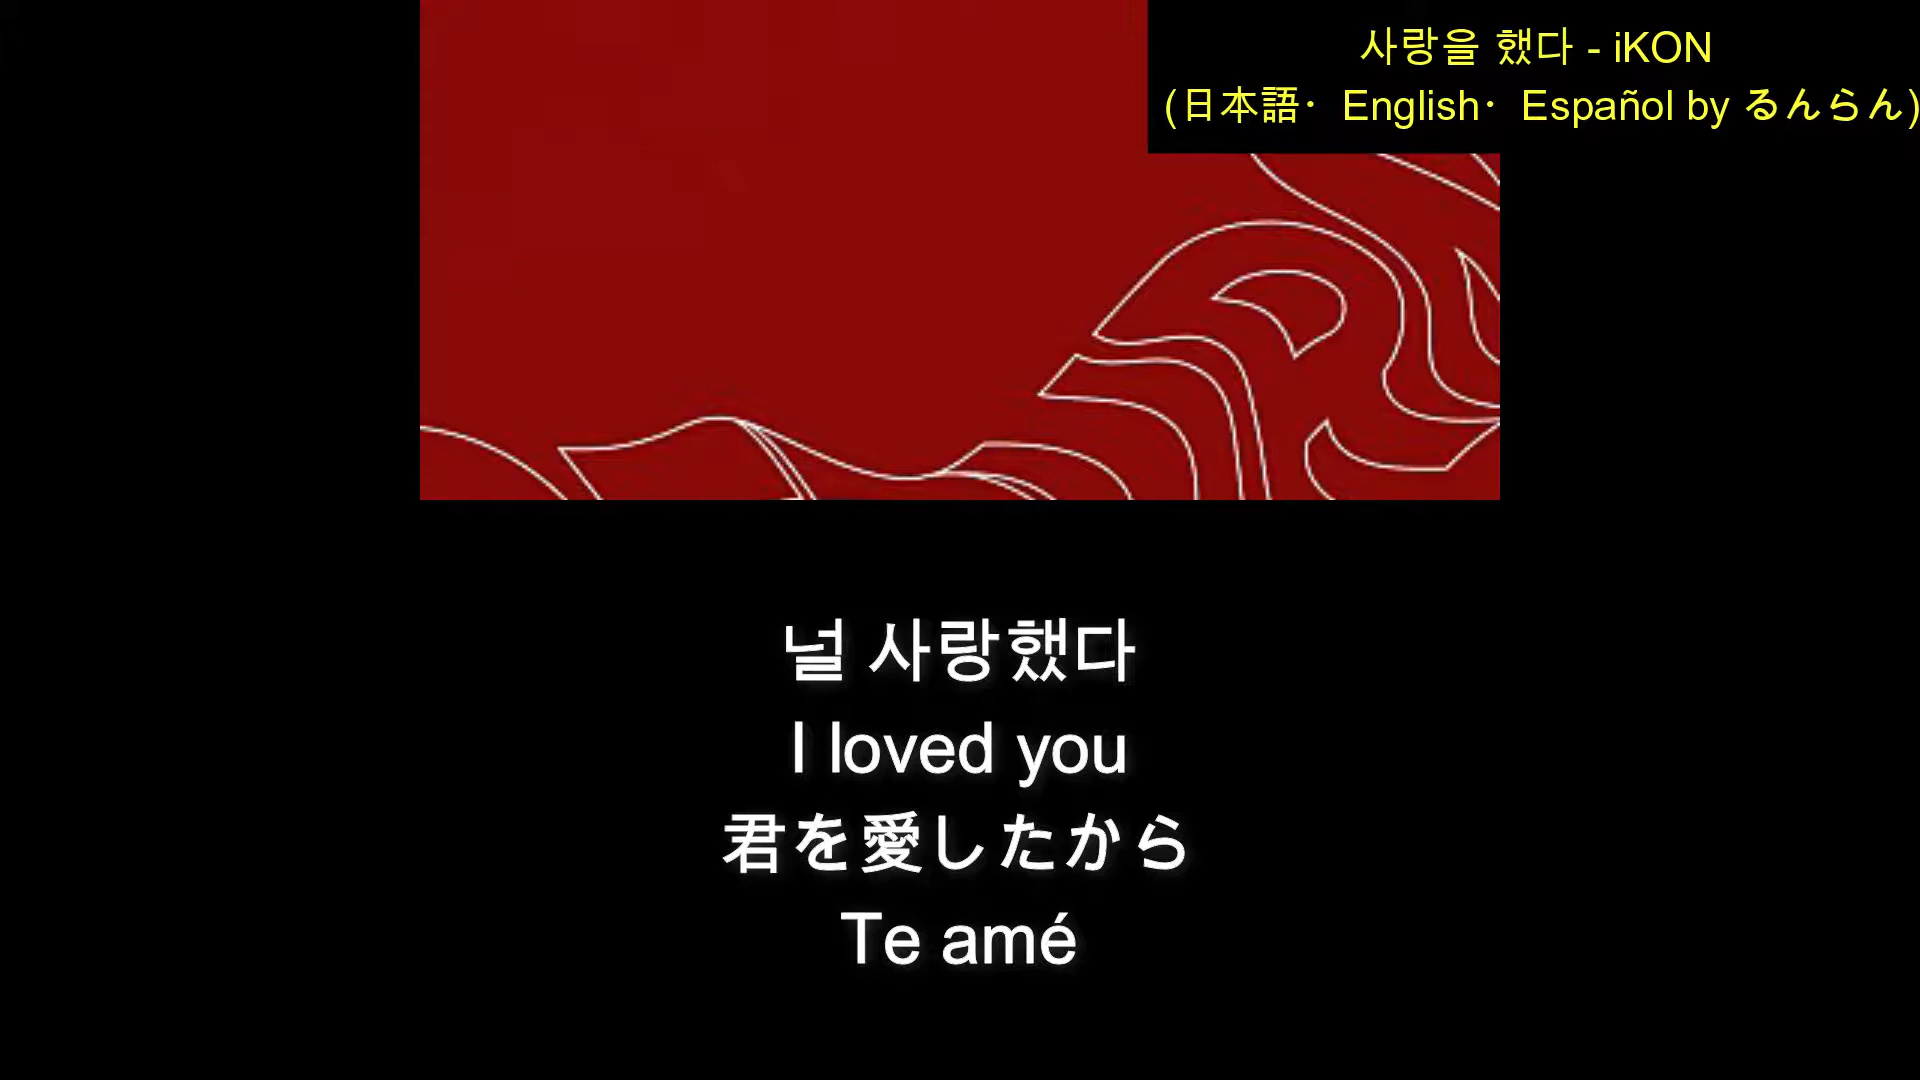 사랑을 했다 - iKON
(日本語・English・Español by るんらん)
널 사랑했다
I loved you
君を愛したから
Te amé